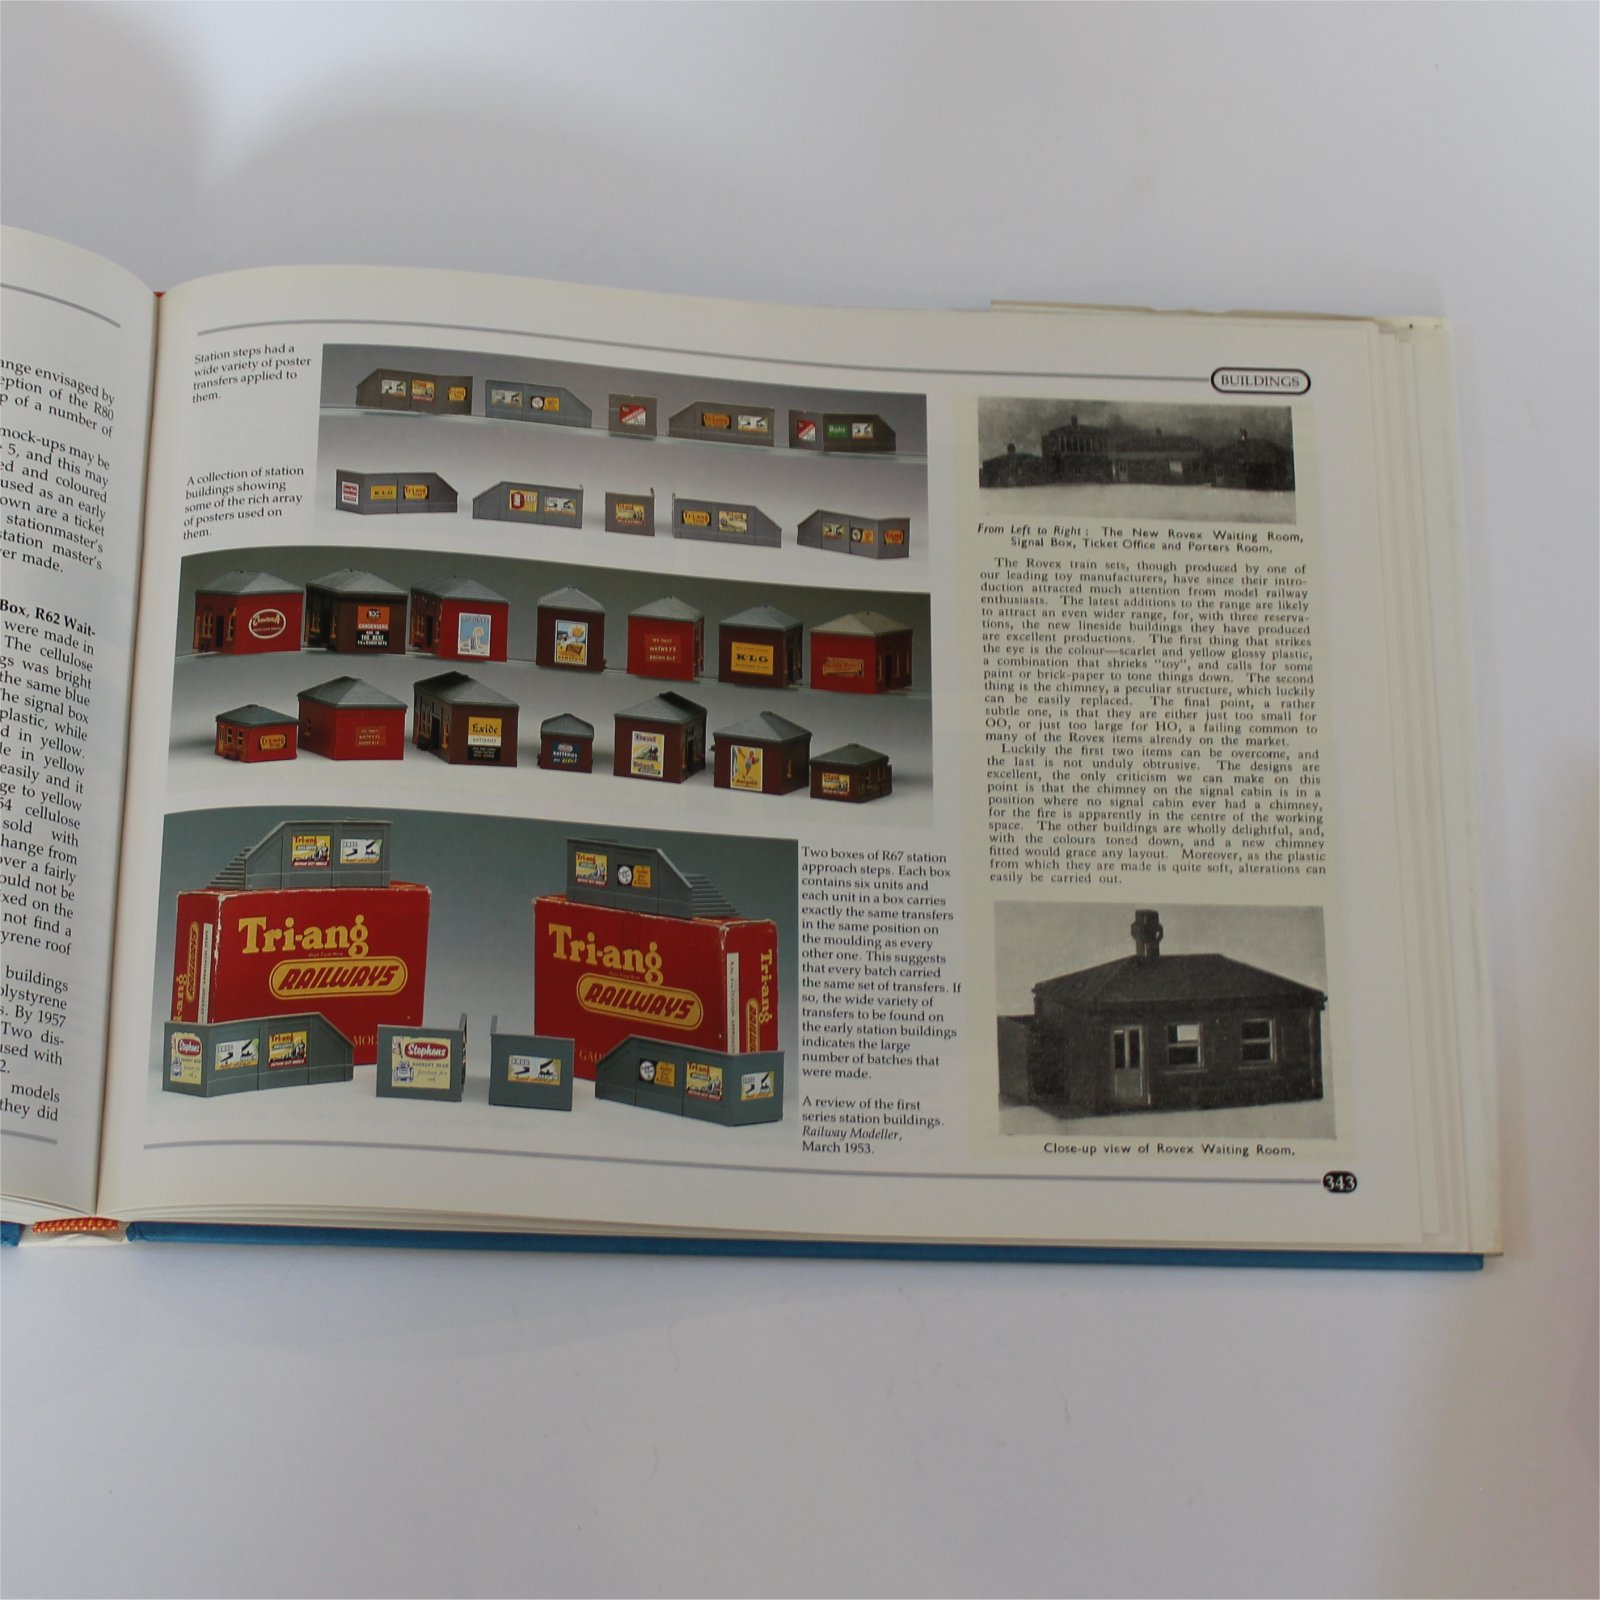 ange envisaged by
eption of the R80
p of a number of
mock-ups may be
5, and this may
ed and coloured
used as an early
own are a ticket
stationmaster's
station master's
er made.
Box, R62 Wait-
were made in
The cellulose
gs was bright
the same blue
The signal box
plastic, while
d in yellow.
le in yellow
easily and it
ge to yellow
54 cellulose
sold with
hange from
over a fairly
ould not be
xed on the
not find a
tyrene roof
buildings
olystyrene
s. By 1957
Two dis-
used with
2.
models
they did
Station steps had a
wide variety of poster
transfers applied to
them.
A collection of station
buildings showing
some of the rich array
of posters used on
them.
KLG
Exide
BATTERIES
Tri-ang
RAILWAYS
Tri-ang
RAILWAYS
Tri-ang
Stephens
Stephens
Two boxes of R67 station
approach steps. Each box
contains six units and
each unit in a box carries
exactly the same transfers
in the same position on
the moulding as every
other one. This suggests
that every batch carried
the same set of transfers. If
so, the wide variety of
transfers to be found on
the early station buildings
indicates the large
number of batches that
were made.
A review of the first
series station buildings.
Railway Modeller,
March 1953.
BUILDINGS
From Left to Right : The New Rovex Waiting Room,
Signal Box, Ticket Office and Porters Room.
The Rovex train sets, though produced by one of
our leading toy manufacturers, have since their intro-
duction attracted much attention from model railway
enthusiasts. The latest additions to the range are likely
to attract an even wider range, for, with three reserva-
tions, the new lineside buildings they have produced
are excellent productions. The first thing that strikes
the eye is the colour—scarlet and yellow glossy plastic,
a combination that shrieks "toy", and calls for some
paint or brick-paper to tone things down. The second
thing is the chimney, a peculiar structure, which luckily
can be easily replaced. The final point, a rather
subtle one, is that they are either just too small for
OO, or just too large for HO, a failing common to
many of the Rovex items already on the market.
Luckily the first two items can be overcome, and
the last is not unduly obtrusive. The designs are
excellent, the only criticism we can make on this
point is that the chimney on the signal cabin is in a
position where no signal cabin ever had a chimney,
for the fire is apparently in the centre of the working
space. The other buildings are wholly delightful, and,
with the colours toned down, and a new chimney
fitted would grace any layout. Moreover, as the plastic
from which they are made is quite soft, alterations can
easily be carried out.
Close-up view of Rovex Waiting Room.
343